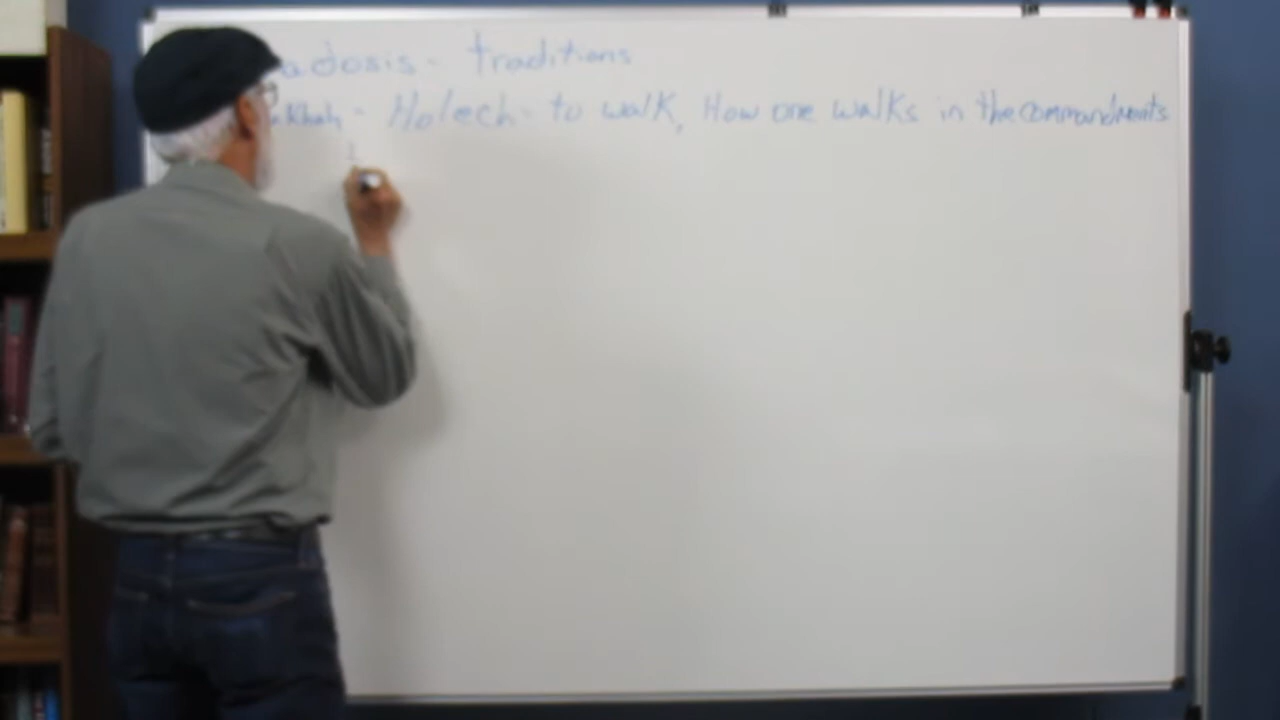 adosis - traditions
- Holech - to walk, How one walks in the commandments